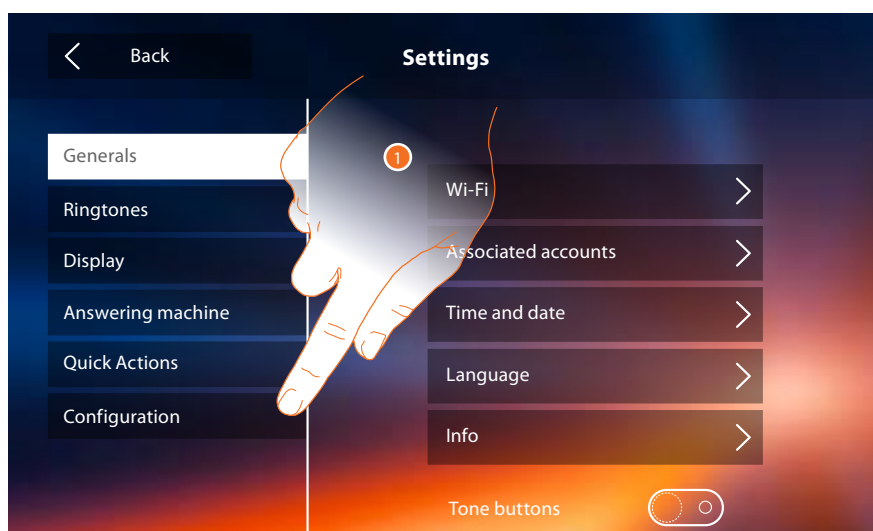 Back
Settings
Generals
Ringtones
Display
Answering machine
Quick Actions
Configuration
1
Wi-Fi
Associated accounts
Time and date
Language
Info
Tone buttons